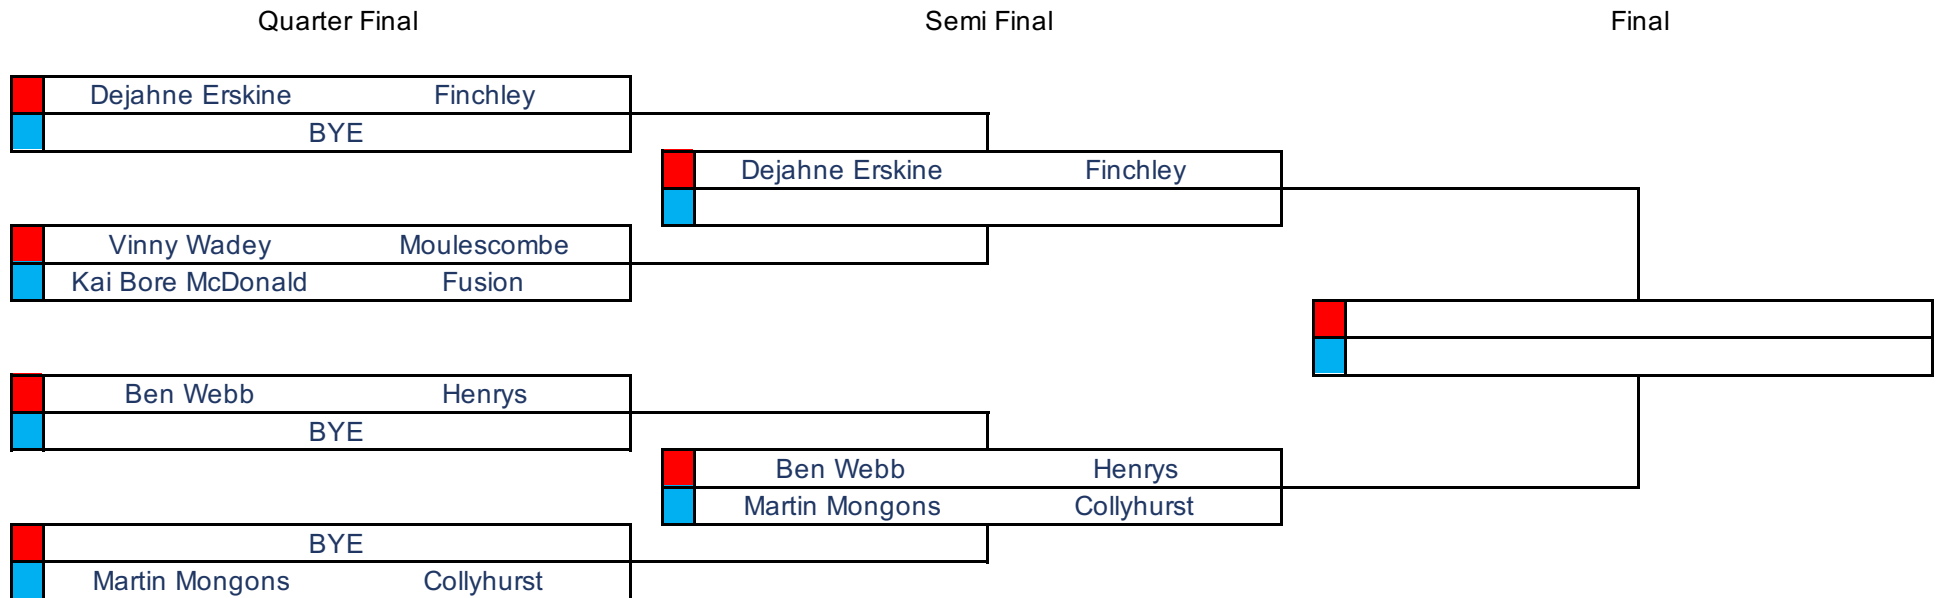 Quarter Final Semi Final Final
Dejahne Erskine Finchley
BYE
Dejahne Erskine Finchley
Vinny Wadey Moulescombe
Kai Bore McDonald Fusion
Ben Webb Henrys
BYE
Ben Webb Henrys
Martin Mongons Collyhurst
BYE
Martin Mongons Collyhurst